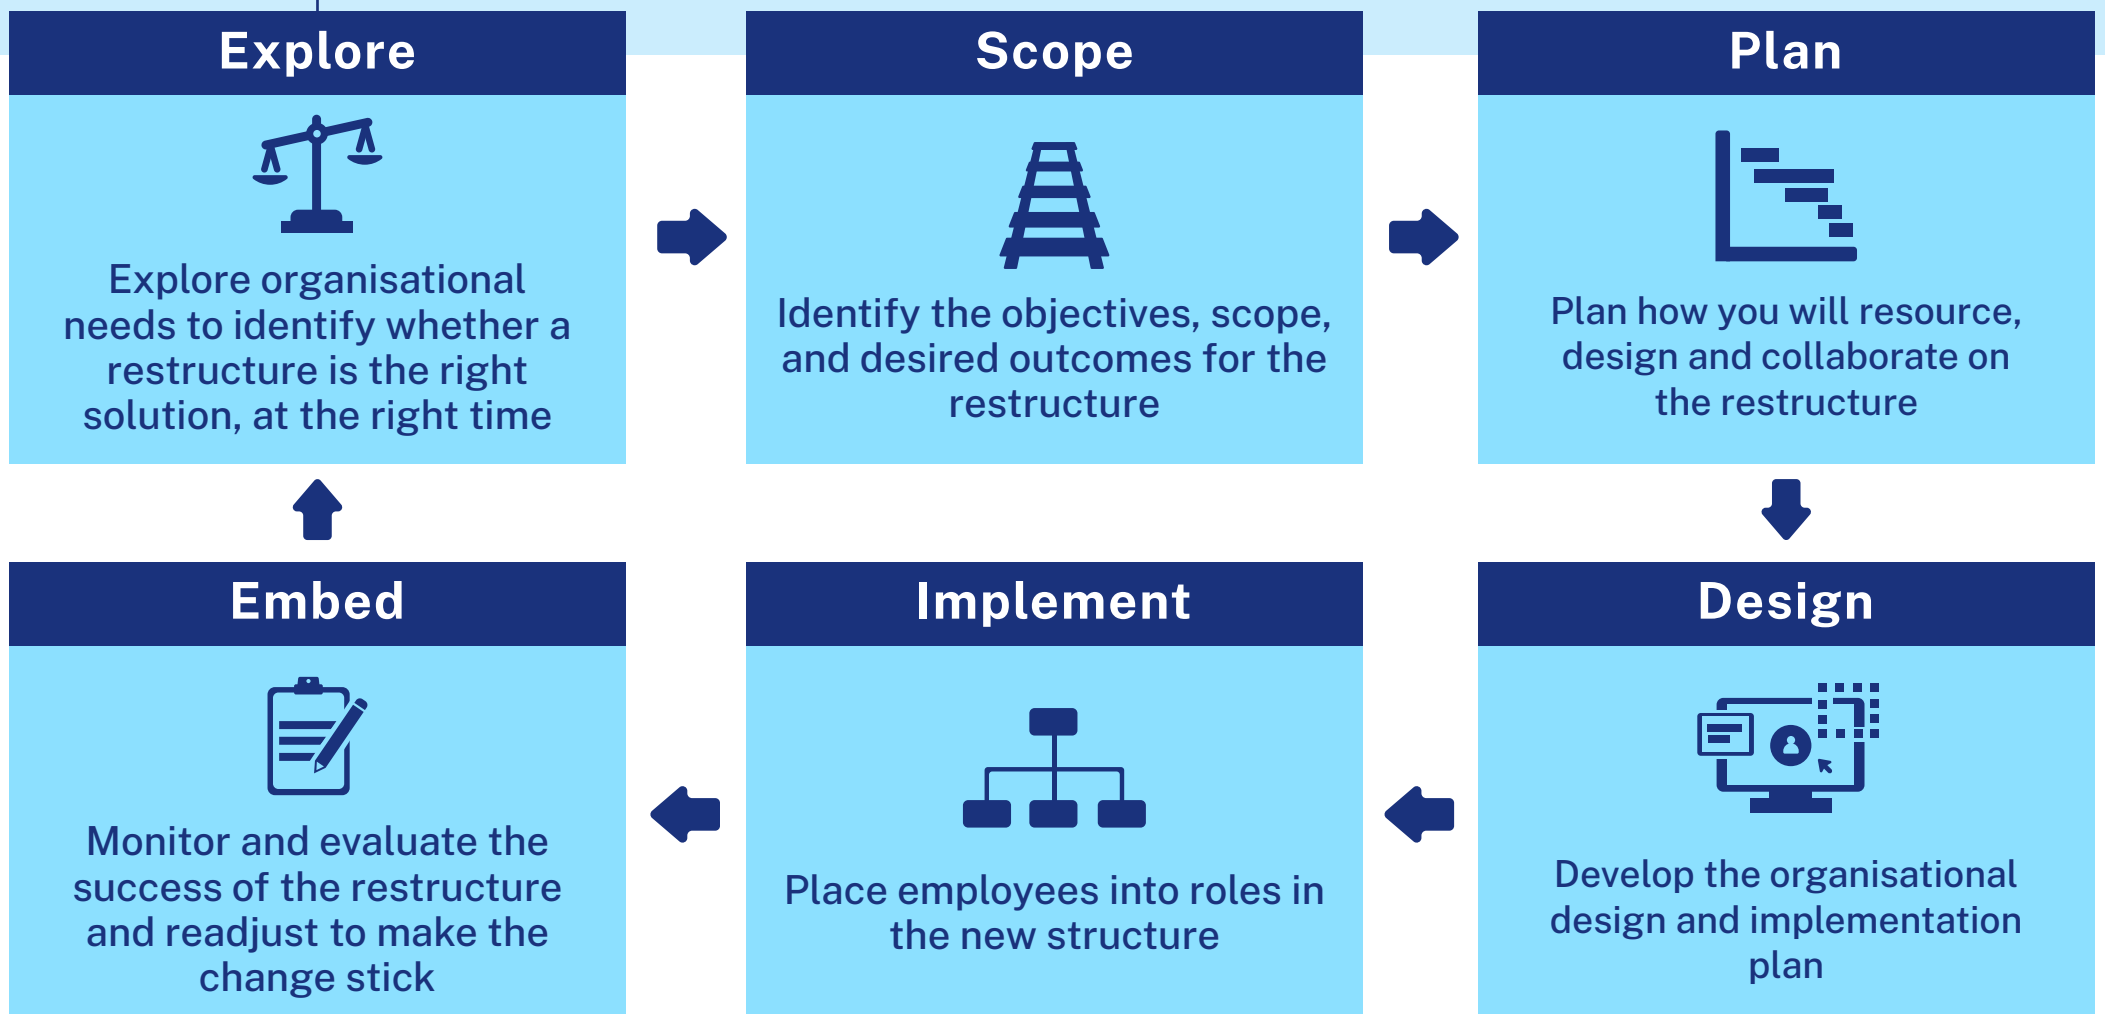 Explore
Explore organisational
needs to identify whether a
restructure is the right
solution, at the right time
Scope
Identify the objectives, scope,
and desired outcomes for the
restructure
Plan
Plan how you will resource,
design and collaborate on
the restructure
Design
Develop the organisational
design and implementation
plan
Implement
Place employees into roles in
the new structure
Embed
Monitor and evaluate the
success of the restructure
and readjust to make the
change stick